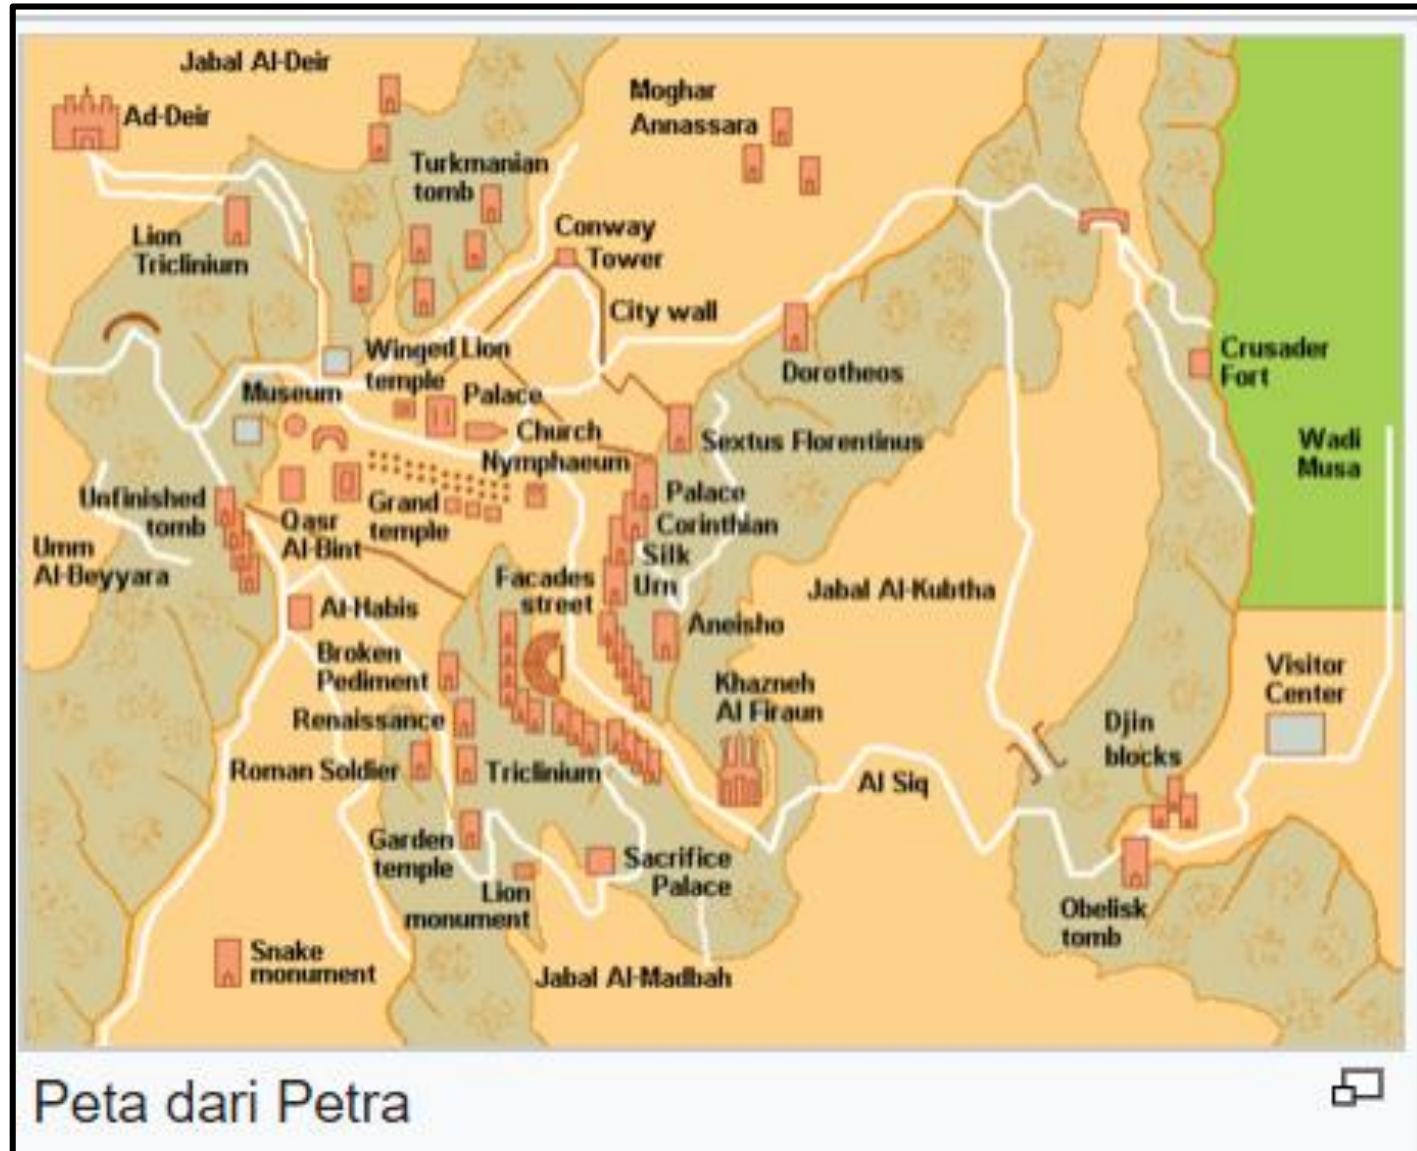 Jabal Al-Deir
Ad-Deir
Moghar
Annassara
Turkmanian
tomb
Lion
Triclinium
Conway
Tower
City wall
Winged Lion
temple
Museum
Palace
Church
Nymphaeum
Dorotheos
Sextus Florentinus
Crusader
Fort
Wadi
Musa
Unfinished
tomb
Qasr
Al-Bint
Grand
temple
Palace
Corinthian
Silk
Urn
Umm
Al-Beyyara
Al-Habis
Facades
street
Aneisho
Jabal Al-Kubtha
Broken
Pediment
Renaissance
Roman Soldier
Triclinium
Khazneh
Al Firaun
Al Siq
Djin
blocks
Visitor
Center
Garden
temple
Lion
monument
Sacrifice
Palace
Obelisk
tomb
Snake
monument
Jabal Al-Madbah
Peta dari Petra